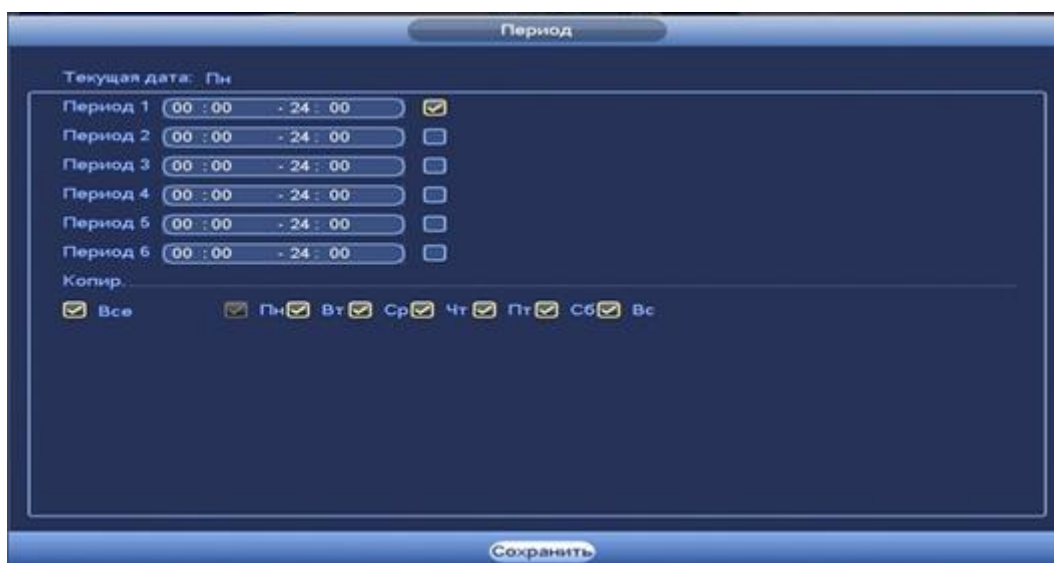 Период
Текущая дата: Пн
Период 1 00 : 00 - 24 : 00
Период 2 00 : 00 - 24 : 00
Период 3 00 : 00 - 24 : 00
Период 4 00 : 00 - 24 : 00
Период 5 00 : 00 - 24 : 00
Период 6 00 : 00 - 24 : 00
Копир.
Все Пн Вт Ср Чт Пт Сб Вс
Сохранить